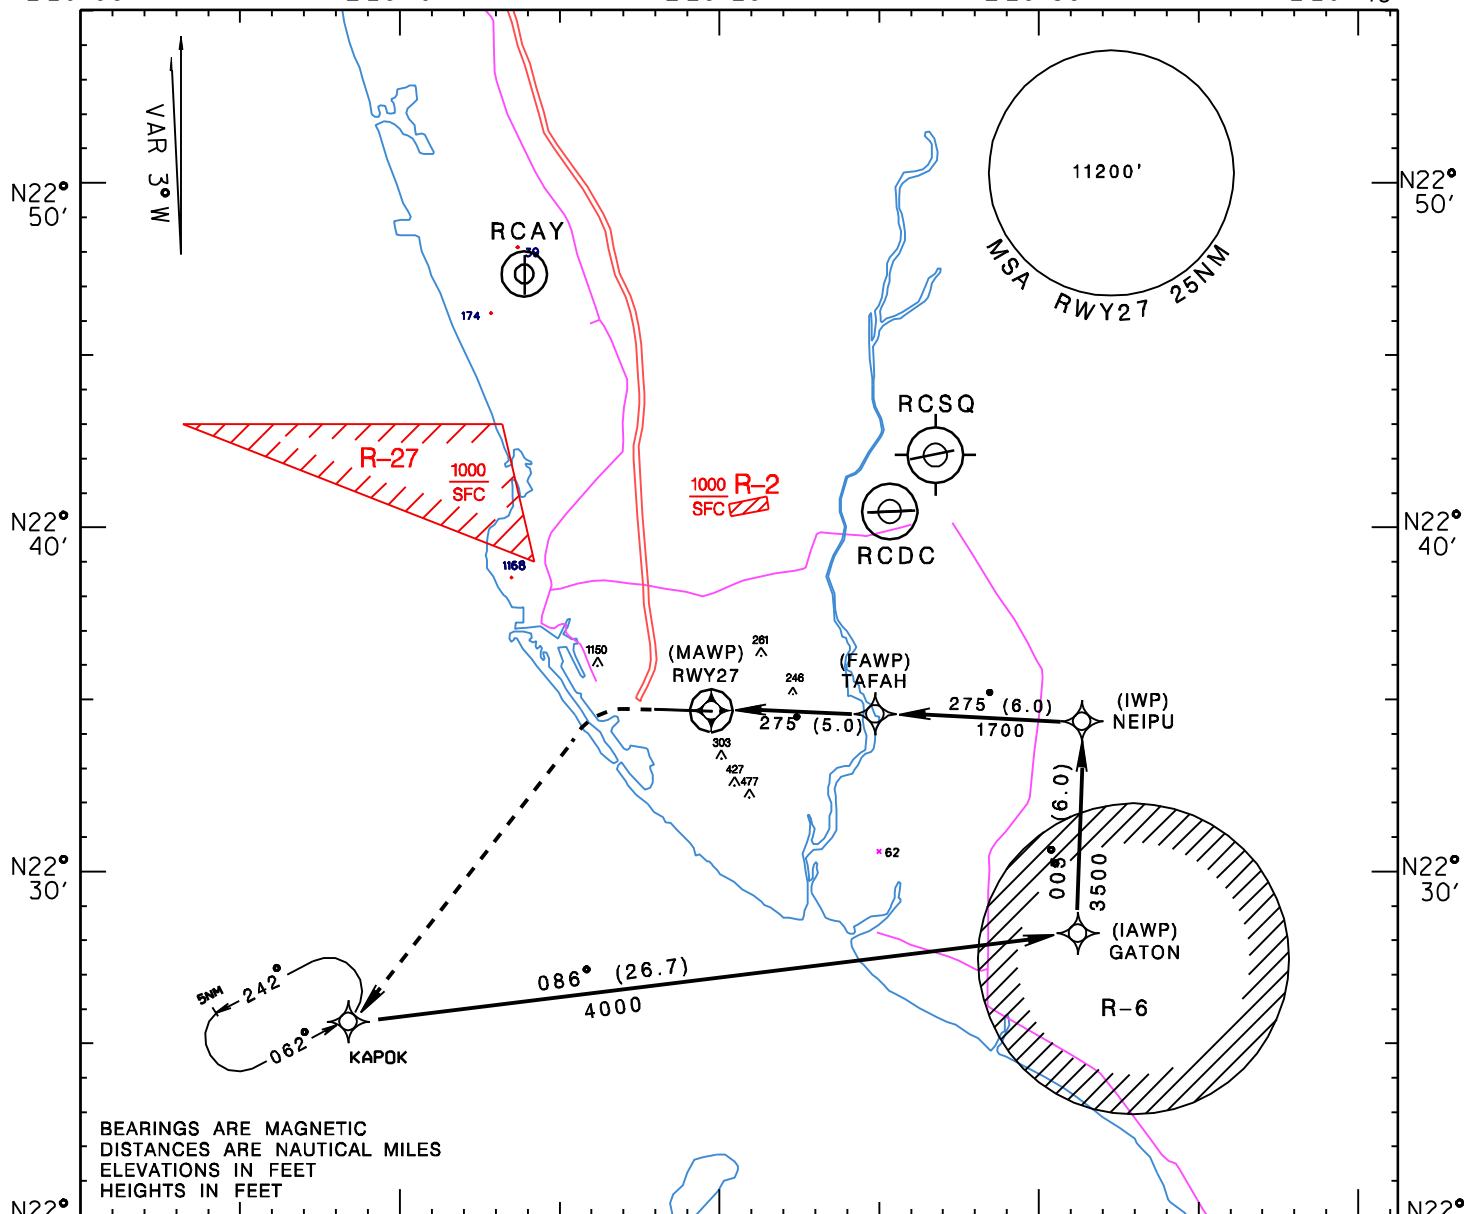 VAR 3°W
N22°
50'
11200'
N22°
50'
MSA RWY27 25NM
RCAY
39
174
R-27
1000
SFC
1000
SFC
R-2
RCSQ
RCDC
N22°
40'
N22°
40'
1168
1150
261
246
(MAWP)
RWY27
(FAWP)
TAFAH
(IWP)
NEIPU
275° (5.0)
275° (6.0)
1700
303
427
477
62
(6.0)
3500
N22°
30'
N22°
30'
(IAWP)
GATON
R-6
086° (26.7)
4000
5NM
242°
062°
KAPOK
BEARINGS ARE MAGNETIC
DISTANCES ARE NAUTICAL MILES
ELEVATIONS IN FEET
HEIGHTS IN FEET
N22°
N22°